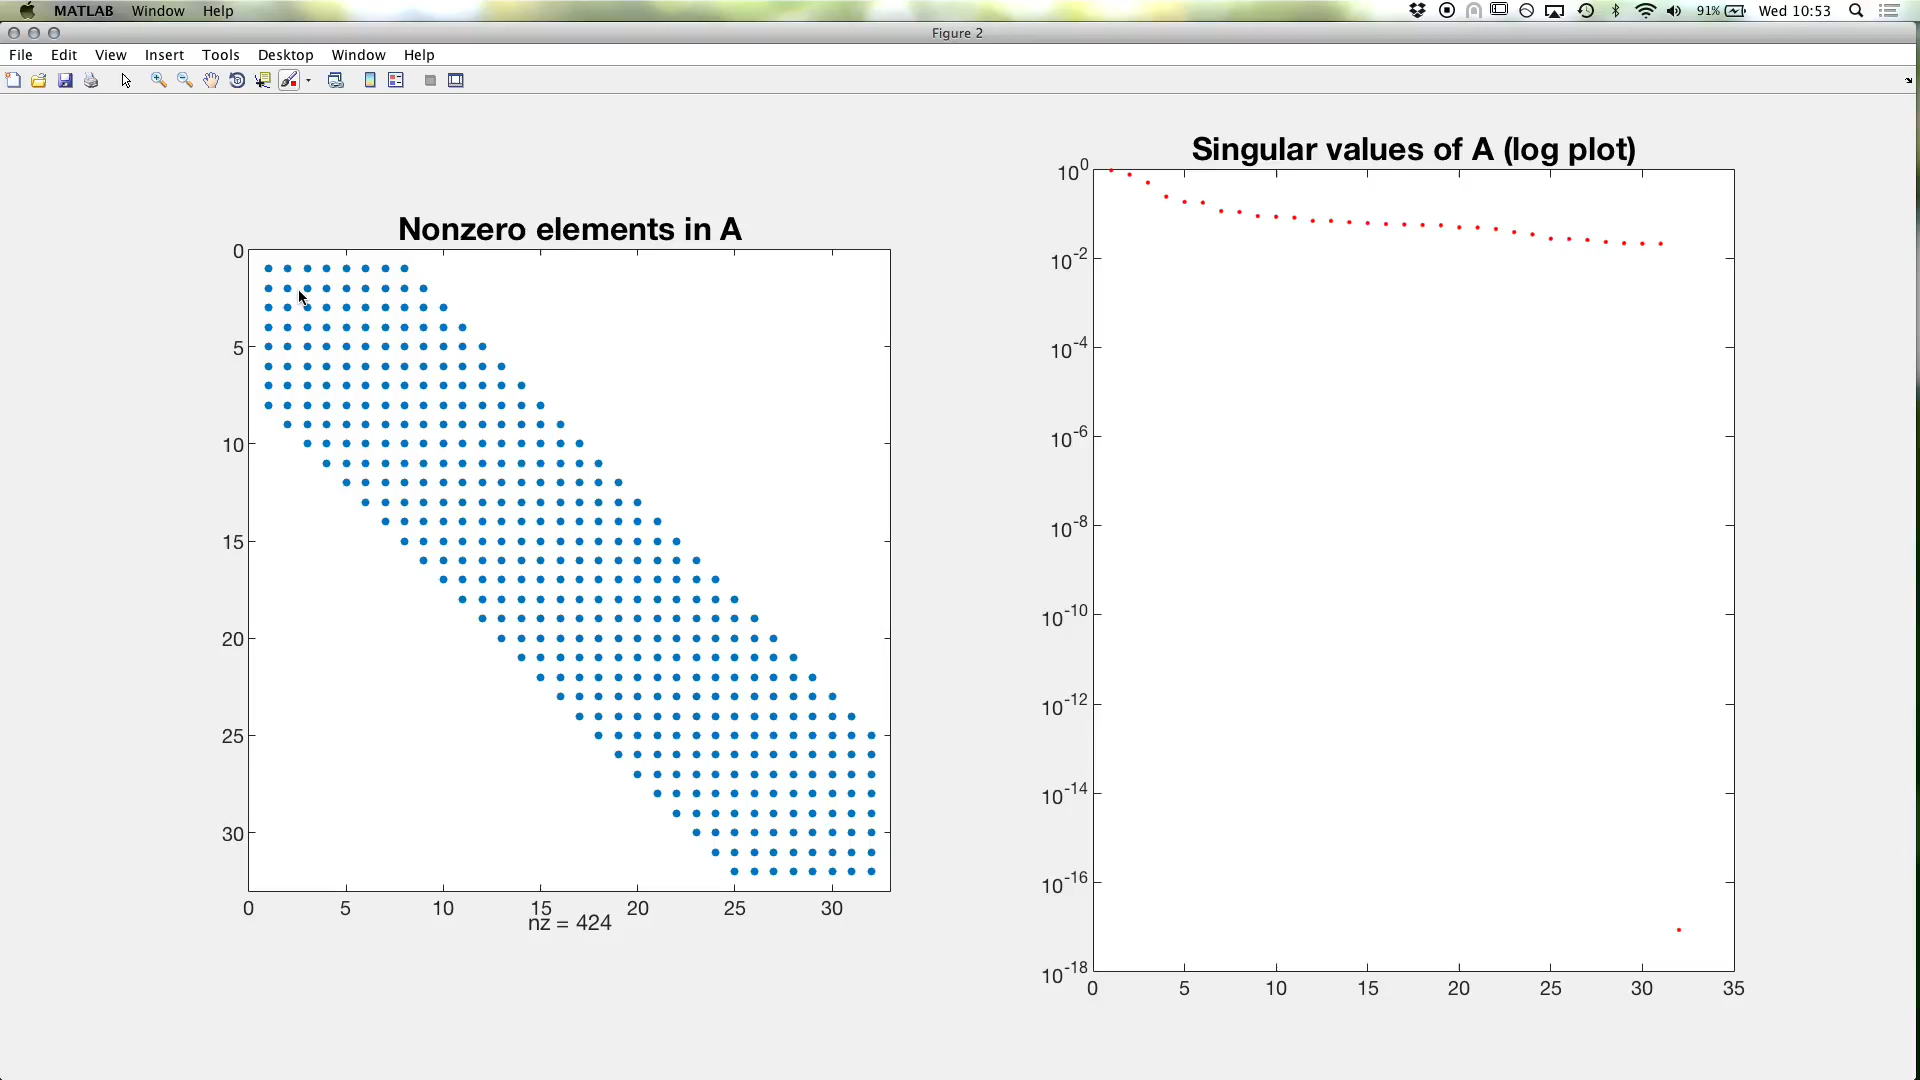 MATLAB Window Help 91% Wed 10:53
Figure 2
File Edit View Insert Tools Desktop Window Help
Nonzero elements in A
0
5
10
15
20
25
30
0 5 10 15 20 25 30
nz = 424
Singular values of A (log plot)
10^0
10^-2
10^-4
10^-6
10^-8
10^-10
10^-12
10^-14
10^-16
10^-18
0 5 10 15 20 25 30 35